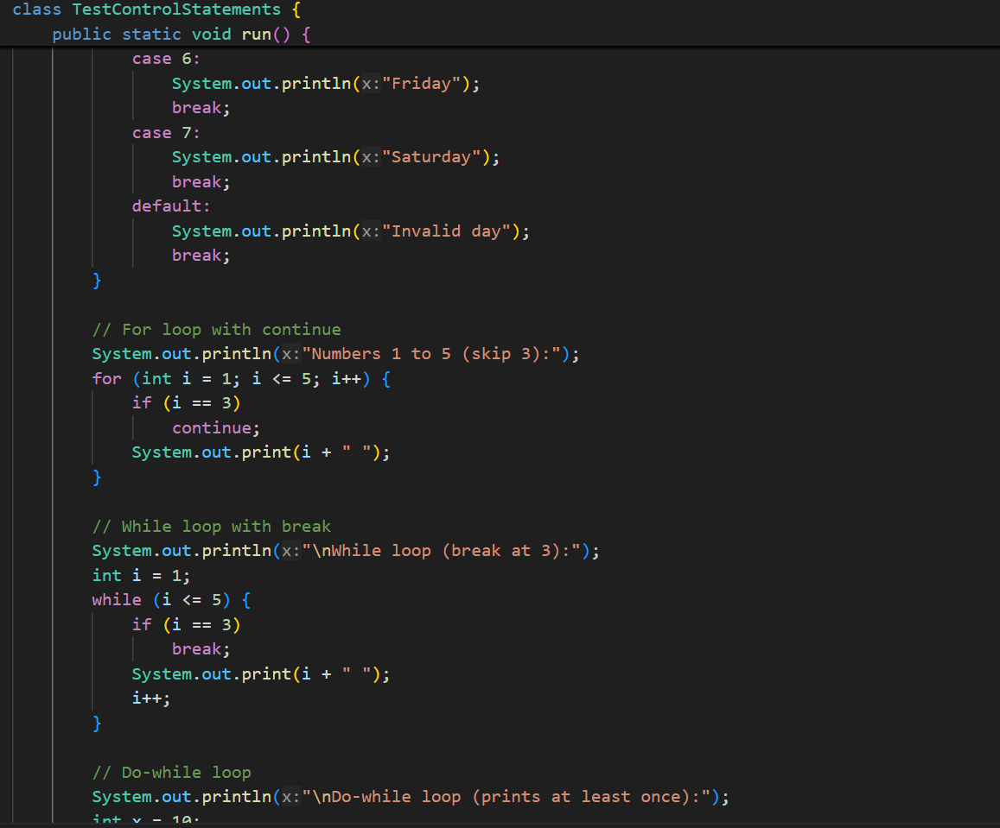 class TestControlStatements {
    public static void run() {
            case 6:
                System.out.println(x:"Friday");
                break;
            case 7:
                System.out.println(x:"Saturday");
                break;
            default:
                System.out.println(x:"Invalid day");
                break;
        }

        // For loop with continue
        System.out.println(x:"Numbers 1 to 5 (skip 3):");
        for (int i = 1; i <= 5; i++) {
            if (i == 3)
                continue;
            System.out.print(i + " ");
        }

        // While loop with break
        System.out.println(x:"\nWhile loop (break at 3):");
        int i = 1;
        while (i <= 5) {
            if (i == 3)
                break;
            System.out.print(i + " ");
            i++;
        }

        // Do-while loop
        System.out.println(x:"\nDo-while loop (prints at least once):");
        int x = 10;